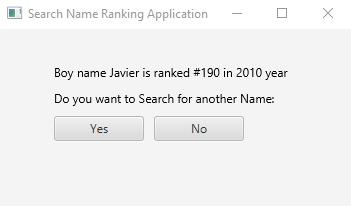 Search Name Ranking Application
Boy name Javier is ranked #190 in 2010 year
Do you want to Search for another Name:
Yes
No